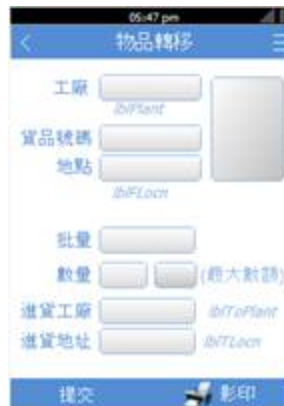 05:47 pm
物品轉移
工廠
lblPlant
貨品號碼
地點
lblFLocn
批量
數量 (最大數額)
進貨工廠 lblToPlant
進貨地址 lblTLocn
提交 影印